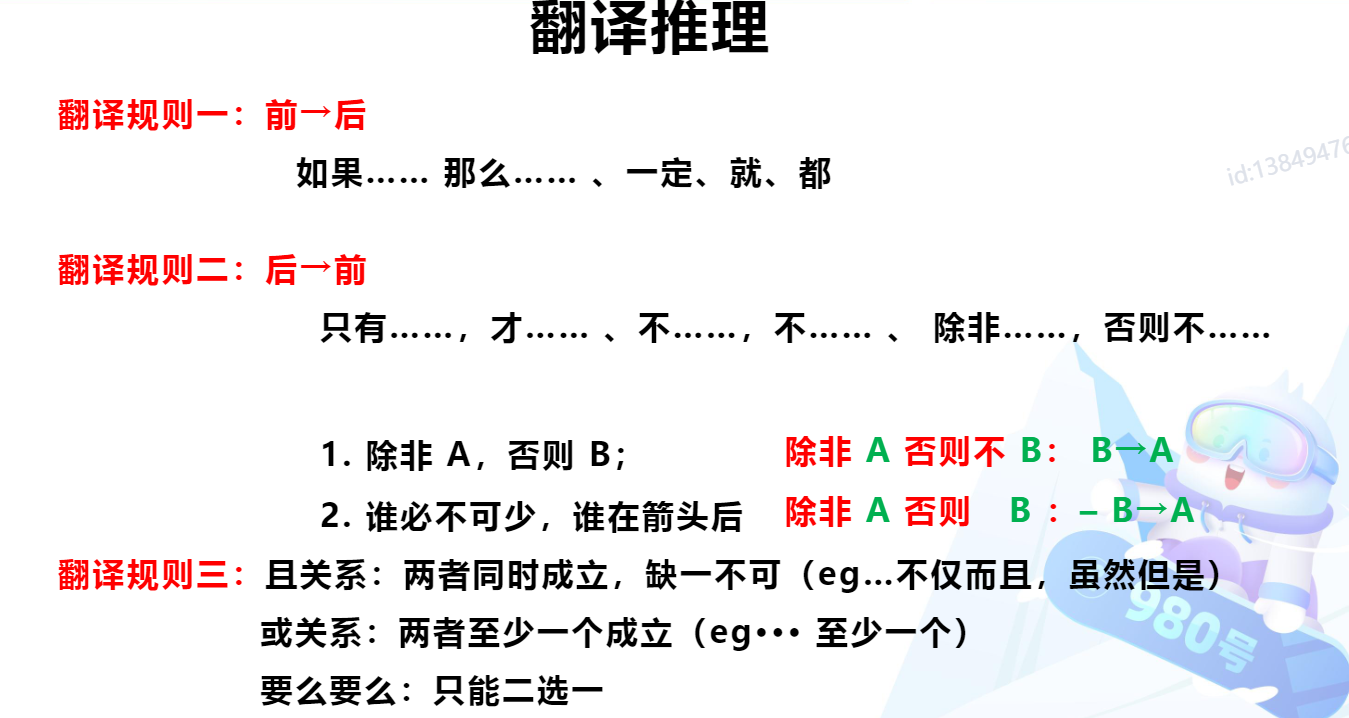 翻译推理
翻译规则一：前→后
如果…… 那么…… 、一定、就、都
id:13849476
翻译规则二：后→前
只有……，才…… 、不……，不…… 、 除非……，否则不……
1. 除非 A，否则 B； 除非 A 否则不 B： B→A
2. 谁必不可少，谁在箭头后 除非 A 否则 B ：– B→A
翻译规则三：且关系：两者同时成立，缺一不可（eg…不仅而且，虽然但是）
或关系：两者至少一个成立（eg··· 至少一个）
要么要么：只能二选一
980号